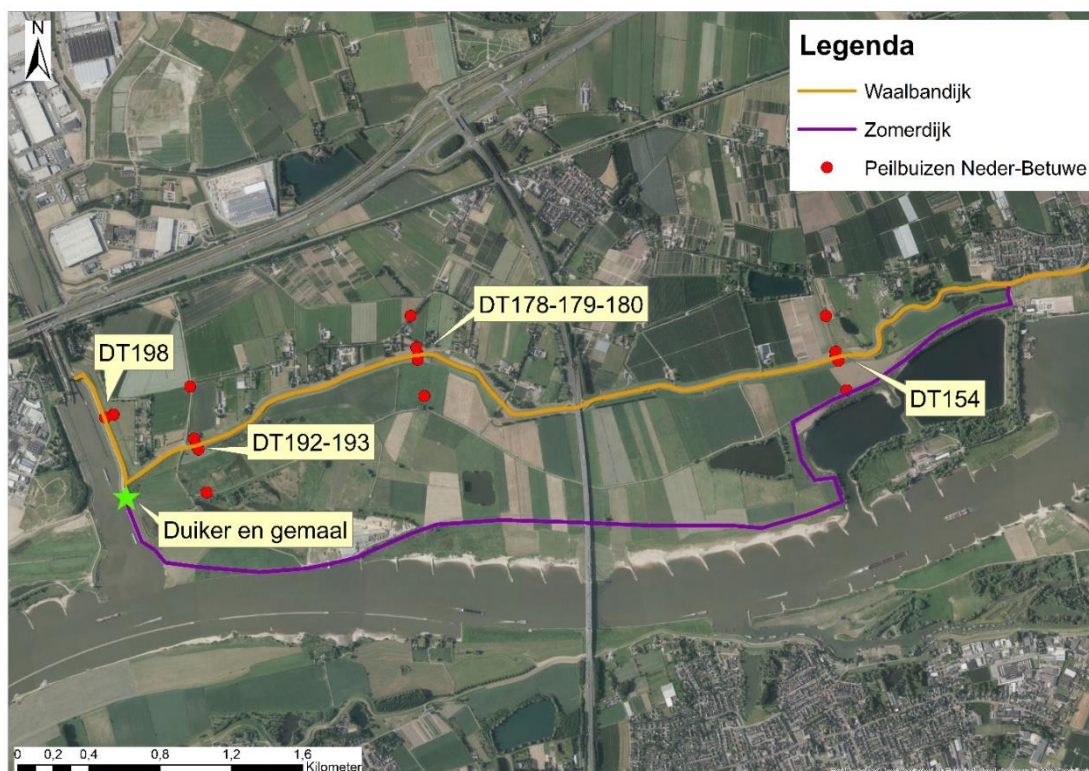 N
Legenda
Waalbandijk
Zomerdijk
Peilbuizen Neder-Betuwe
DT178-179-180
DT198
DT154
DT192-193
Duiker en gemaal
0 0,2 0,4 0,8 1,2 1,6
Kilometer